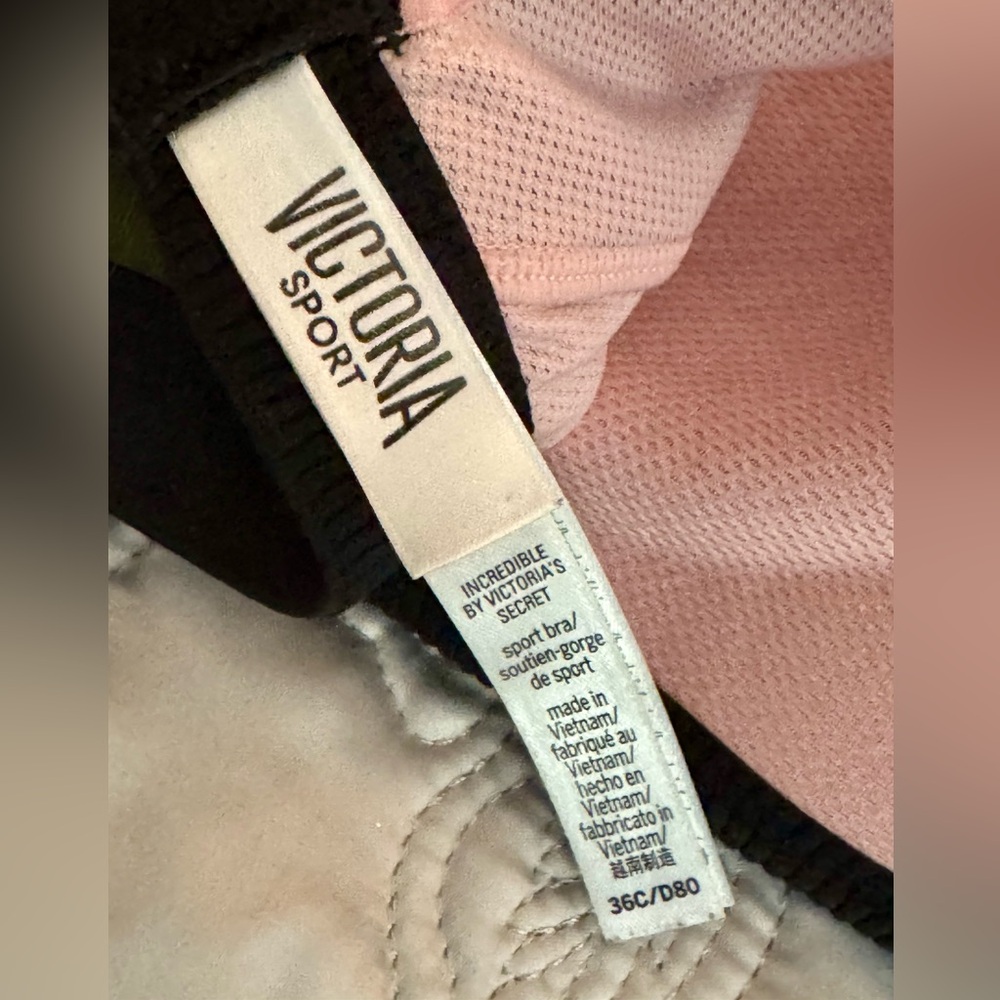 VICTORIA
SPORT
INCREDIBLE
BY VICTORIA'S
SECRET
sport bra/
soutien-gorge
de sport
made in
Vietnam/
fabriqué au
Vietnam/
hecho en
Vietnam/
fabbricato in
Vietnam/
越南制造
36C/D80